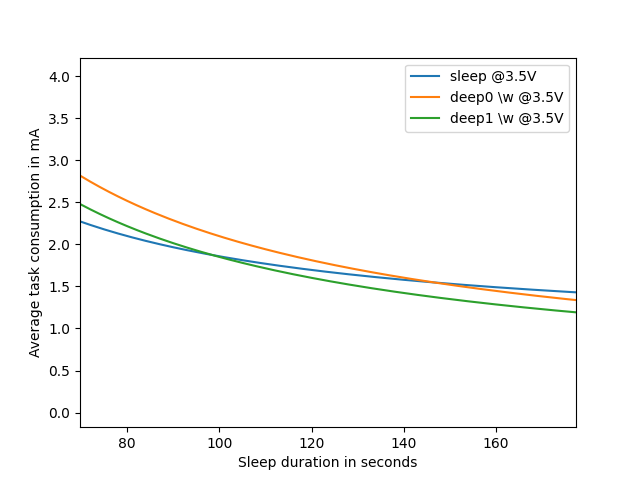 sleep @3.5V
deep0 \w @3.5V
deep1 \w @3.5V
Average task consumption in mA
4.0
3.5
3.0
2.5
2.0
1.5
1.0
0.5
0.0
80
100
120
140
160
Sleep duration in seconds